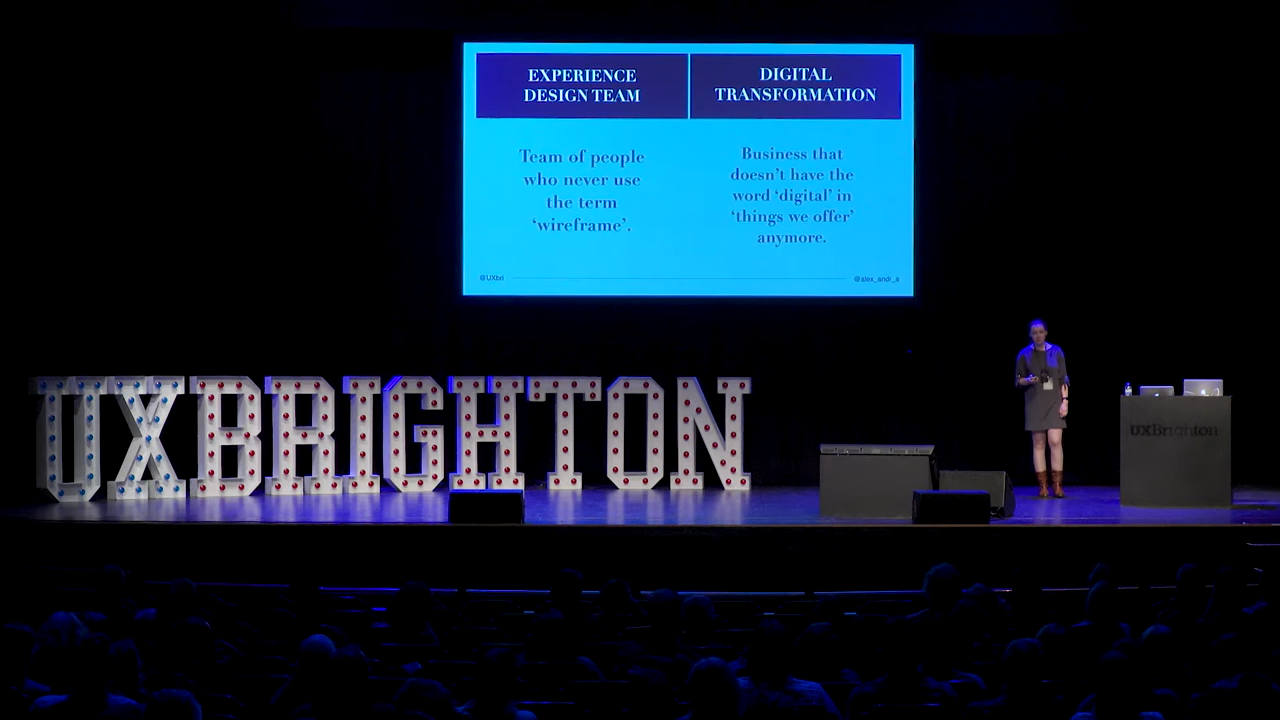 EXPERIENCE
DESIGN TEAM
Team of people
who never use
the term
‘wireframe’.
DIGITAL
TRANSFORMATION
Business that
doesn’t have the
word ‘digital’ in
‘things we offer’
anymore.
@UXbri
@alex_andr_a
UXBRIGHTON
uxBrighton